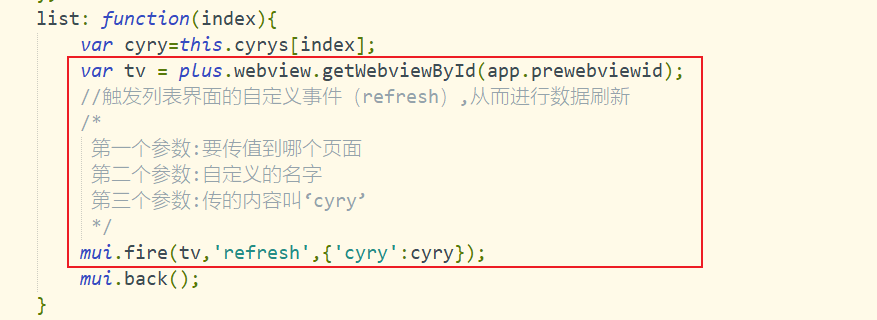 list: function(index){
var cyry=this.cyrys[index];
var tv = plus.webview.getWebviewById(app.prewebviewid);
//触发列表界面的自定义事件（refresh）,从而进行数据刷新
/*
第一个参数:要传值到哪个页面
第二个参数:自定义的名字
第三个参数:传的内容叫‘cyry’
*/
mui.fire(tv,'refresh',{'cyry':cyry});
mui.back();
}